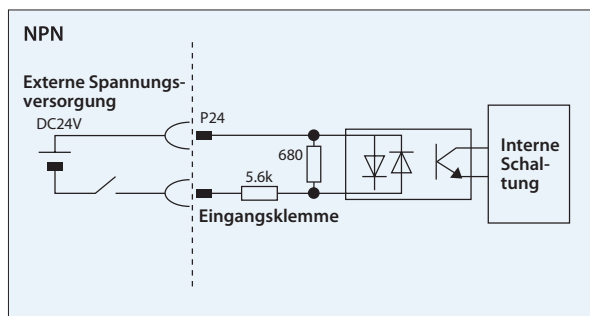 NPN
Externe Spannungs-
versorgung
DC24V
P24
680
5.6k
Eingangsklemme
Interne
Schal-
tung